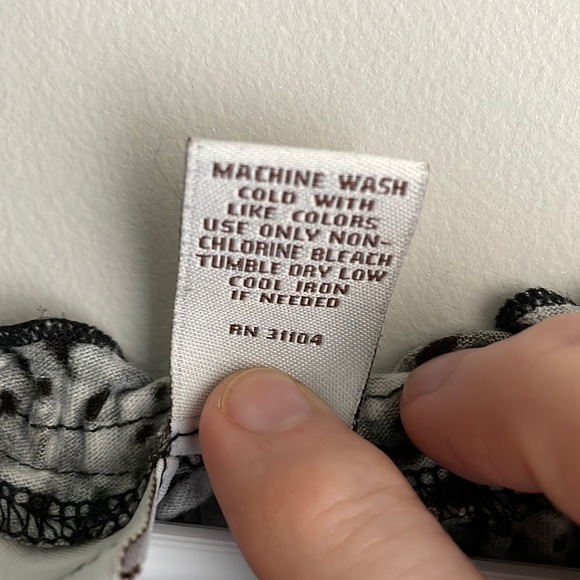 MACHINE WASH
COLD WITH
LIKE COLORS
USE ONLY NON-
CHLORINE BLEACH
TUMBLE DRY LOW
COOL IRON
IF NEEDED
RN 31104